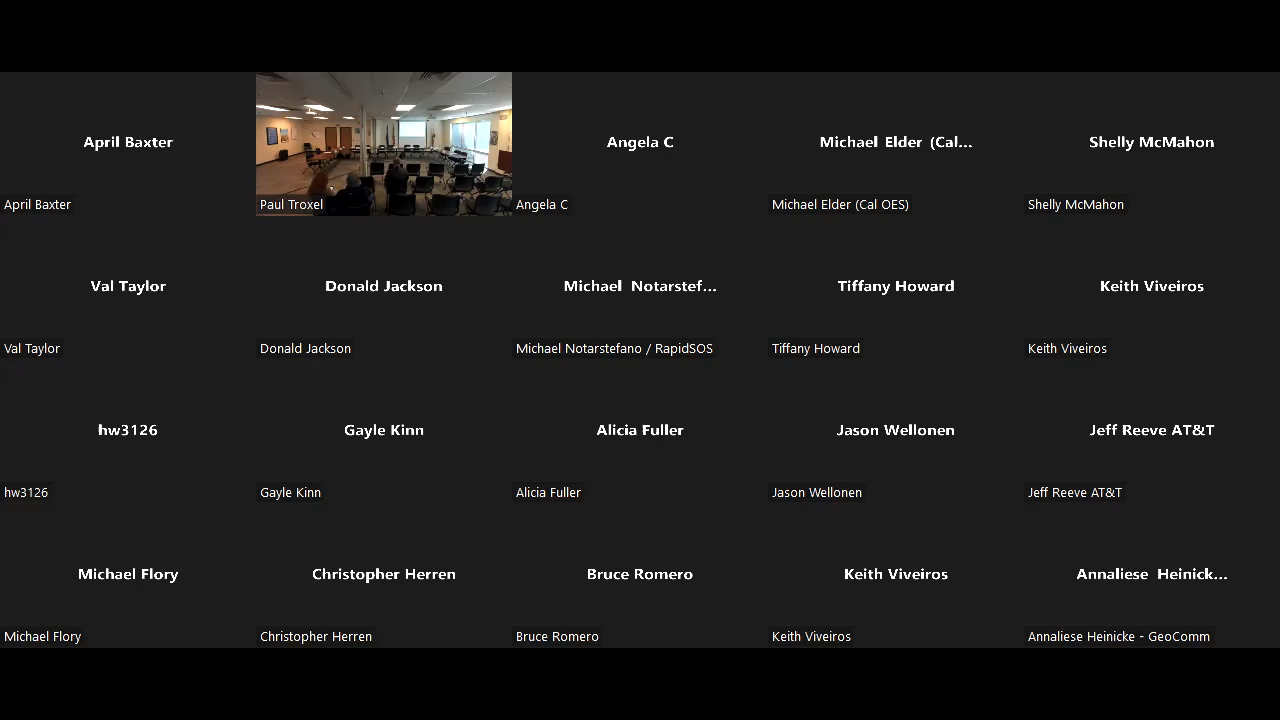 April Baxter
Angela C
Michael Elder (Cal...
Shelly McMahon
April Baxter
Paul Troxel
Angela C
Michael Elder (Cal OES)
Shelly McMahon
Val Taylor
Donald Jackson
Michael Notarstef...
Tiffany Howard
Keith Viveiros
Val Taylor
Donald Jackson
Michael Notarstefano / RapidSOS
Tiffany Howard
Keith Viveiros
hw3126
Gayle Kinn
Alicia Fuller
Jason Wellonen
Jeff Reeve AT&T
hw3126
Gayle Kinn
Alicia Fuller
Jason Wellonen
Jeff Reeve AT&T
Michael Flory
Christopher Herren
Bruce Romero
Keith Viveiros
Annaliese Heinick...
Michael Flory
Christopher Herren
Bruce Romero
Keith Viveiros
Annaliese Heinicke - GeoComm